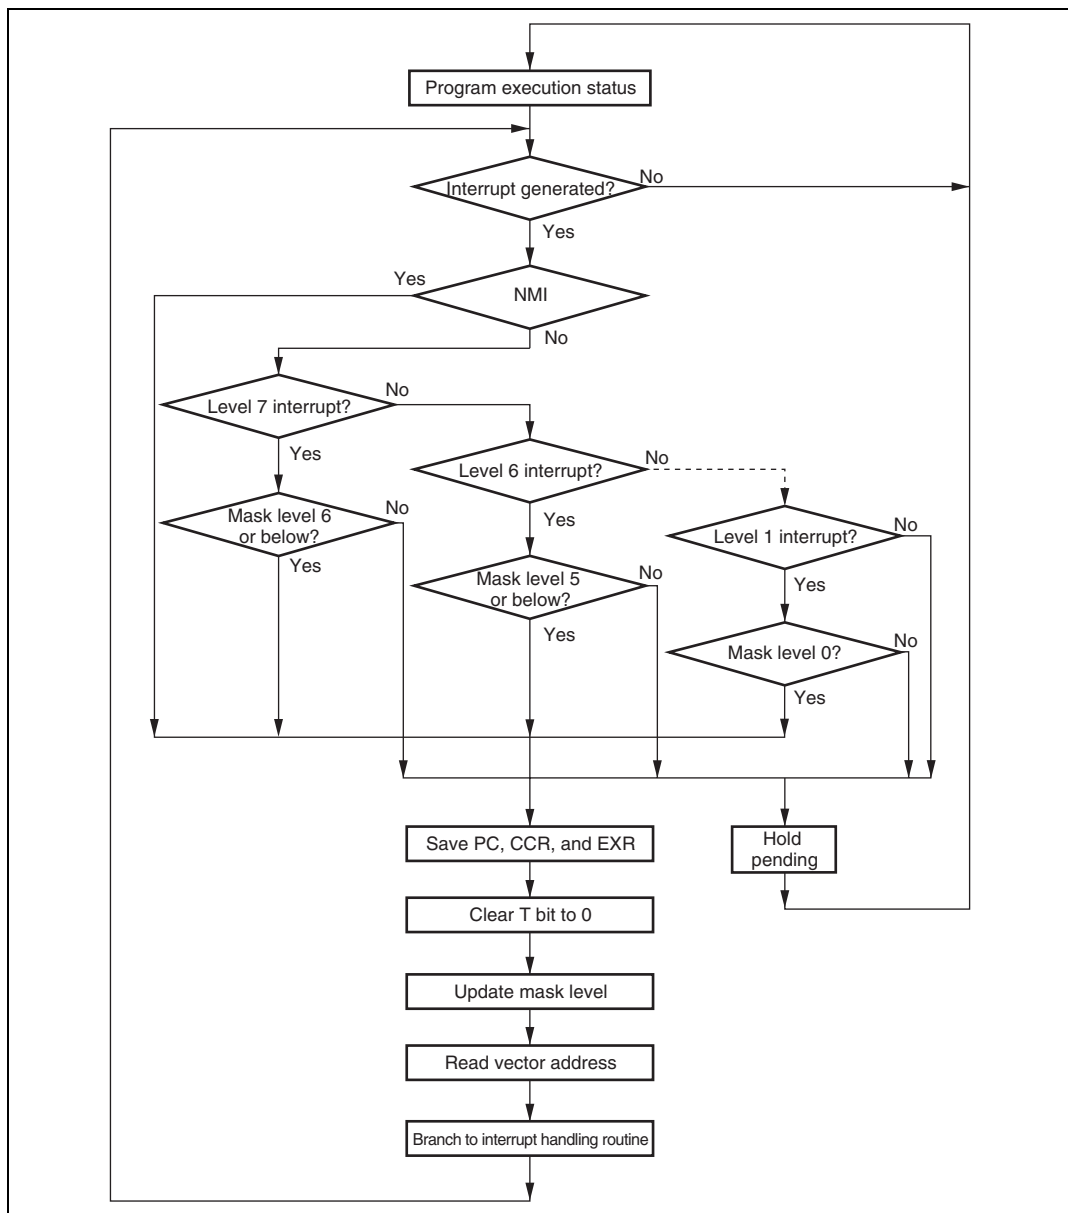 Program execution status
Interrupt generated?
No
Yes
Yes
NMI
No
Level 7 interrupt?
No
Yes
Level 6 interrupt?
No
Yes
Mask level 6
or below?
No
Yes
Level 1 interrupt?
No
Yes
Mask level 5
or below?
No
Yes
Mask level 0?
No
Yes
Save PC, CCR, and EXR
Hold
pending
Clear T bit to 0
Update mask level
Read vector address
Branch to interrupt handling routine